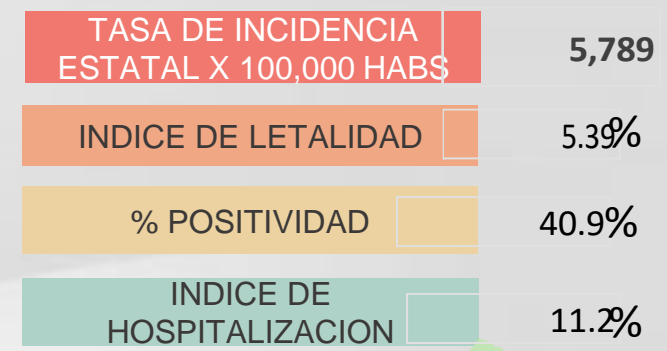 TASA DE INCIDENCIA
ESTATAL X 100,000 HABS
5,789
INDICE DE LETALIDAD
5.39%
% POSITIVIDAD
40.9%
INDICE DE
HOSPITALIZACION
11.2%